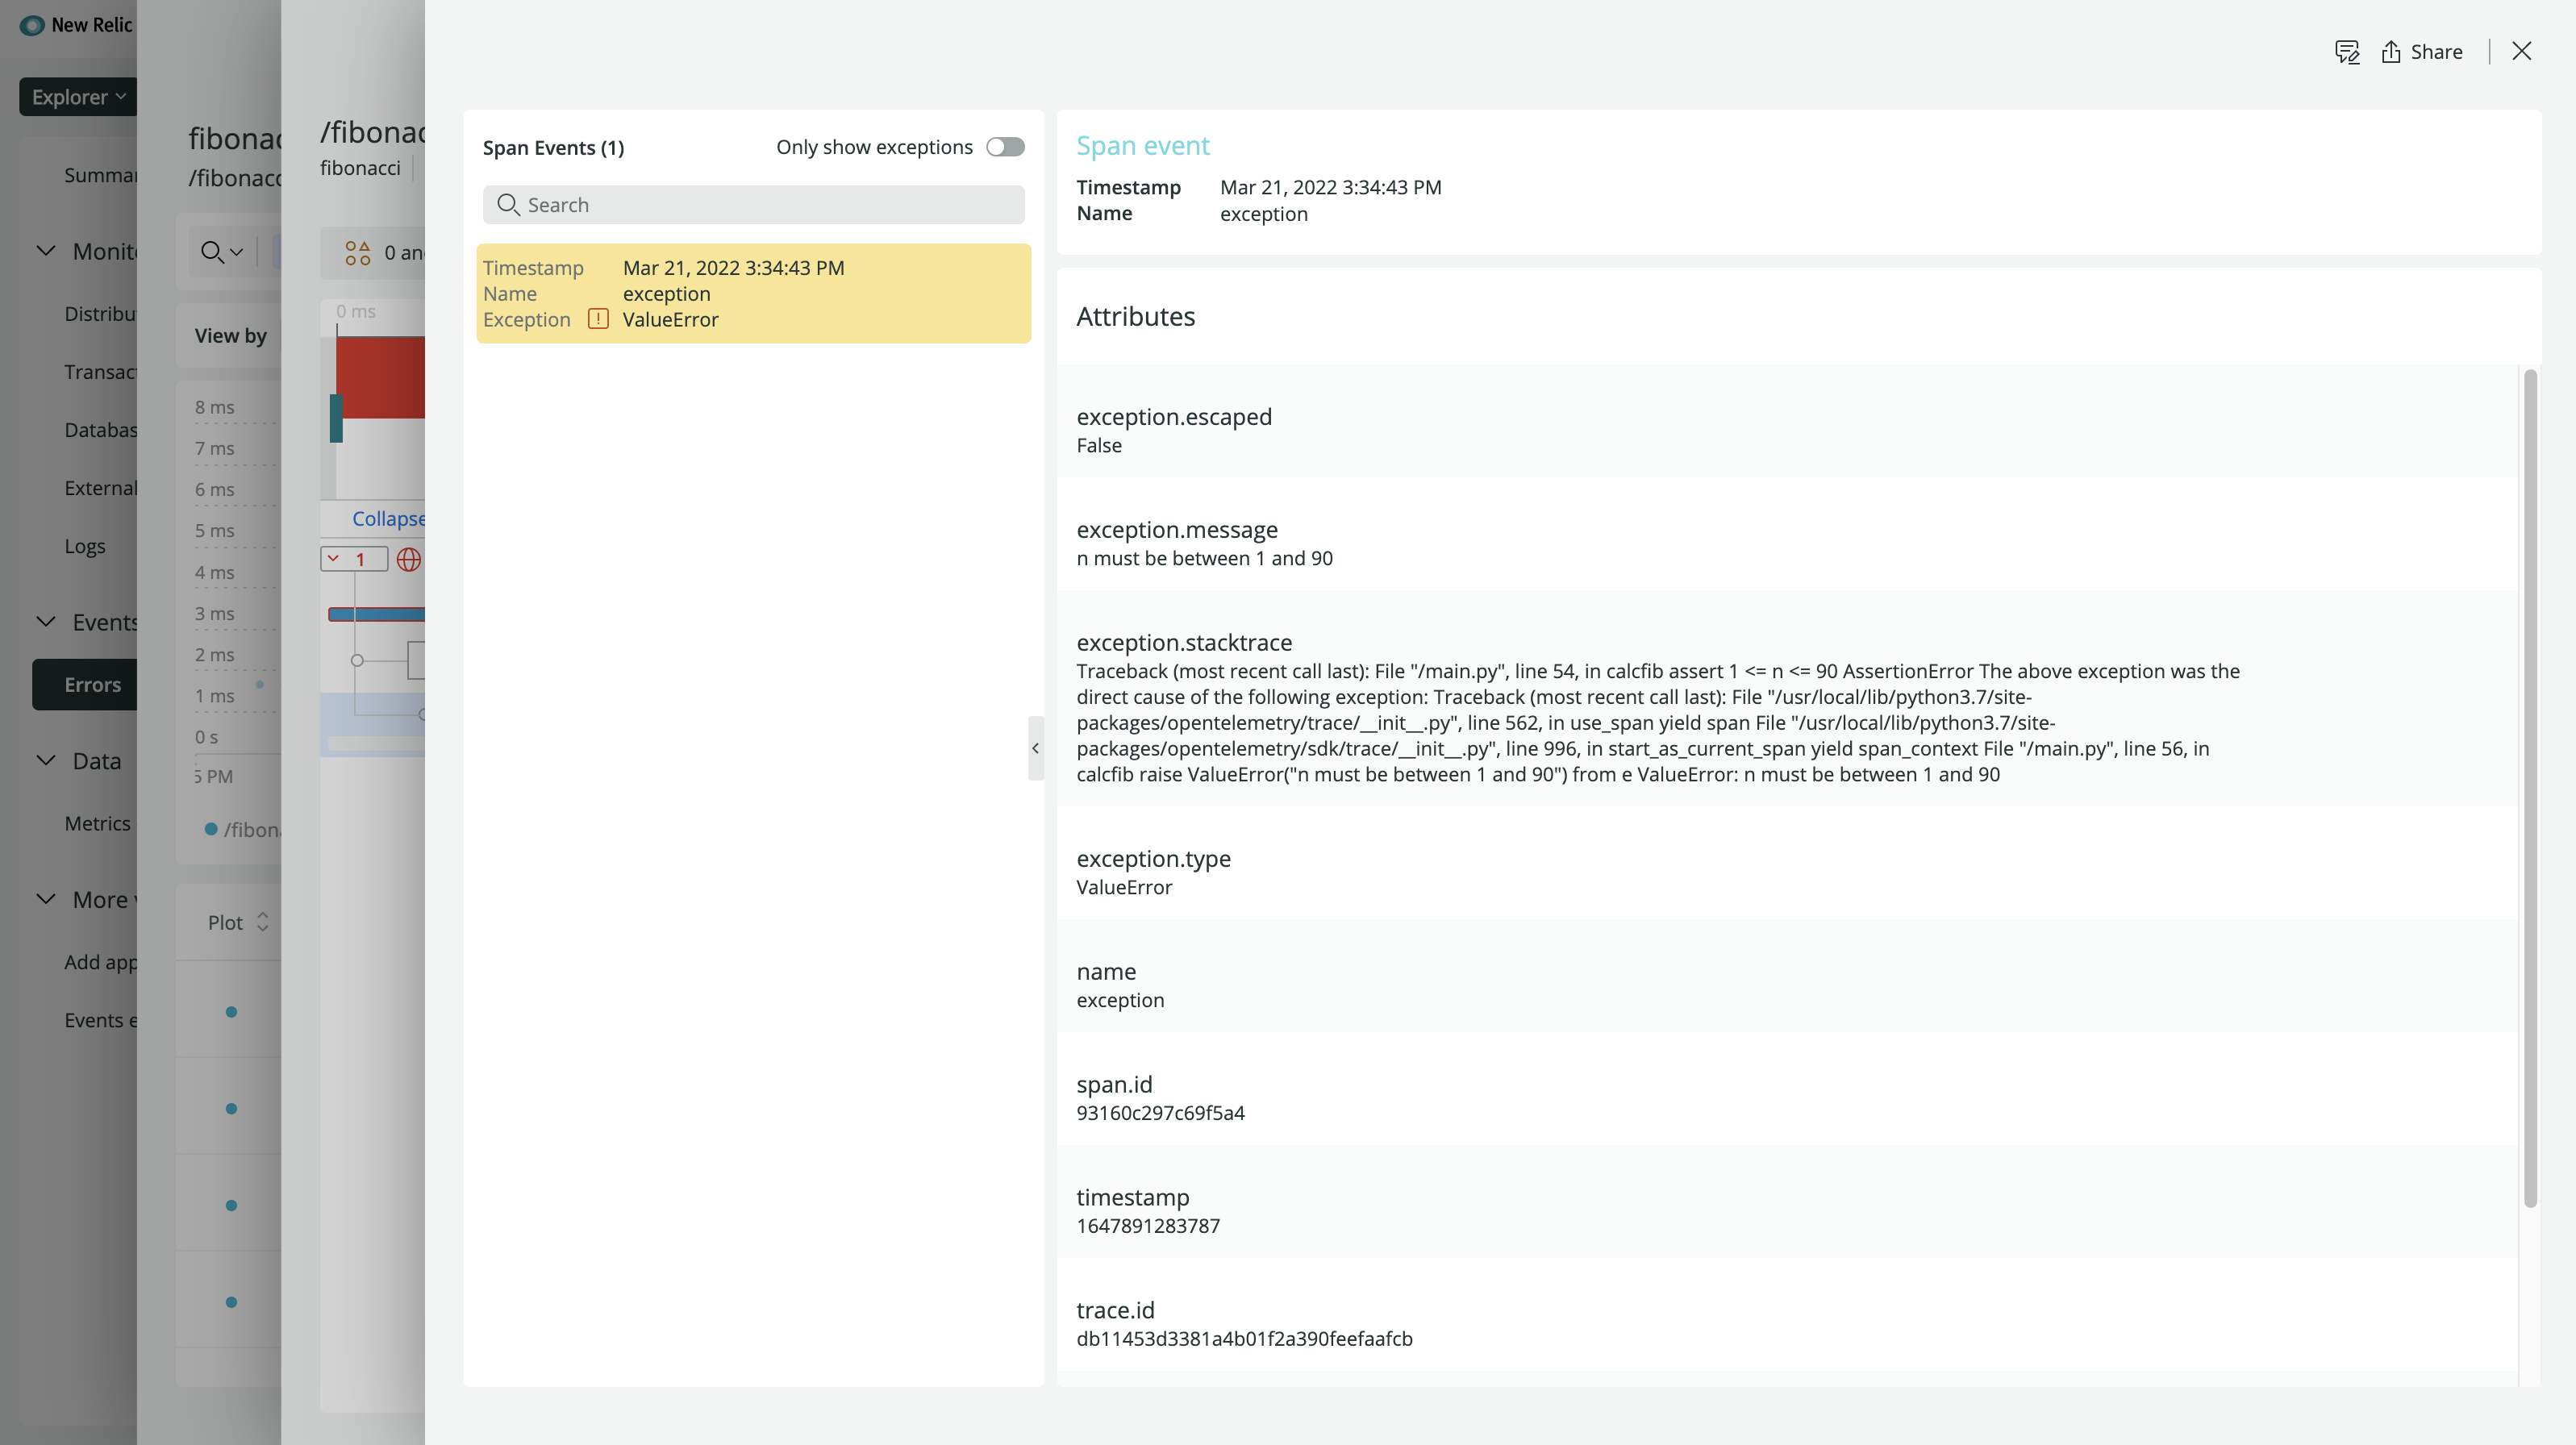 New Relic
Explorer
Summar
Monito
Distribu
Transac
Databas
External
Logs
Events
Errors
Data
Metrics
More
Add app
Events e
fibonac
/fibonacc
View by
8 ms
7 ms
6 ms
5 ms
4 ms
3 ms
2 ms
1 ms
0 s
5 PM
/fibona
Plot
/fibonac
fibonacci
0 an
0 ms
Collapse
1
Share
Span Events (1)
Only show exceptions
Search
Timestamp Mar 21, 2022 3:34:43 PM
Name exception
Exception ValueError
Span event
Timestamp Mar 21, 2022 3:34:43 PM
Name exception
Attributes
exception.escaped
False
exception.message
n must be between 1 and 90
exception.stacktrace
Traceback (most recent call last): File "/main.py", line 54, in calcfib assert 1 <= n <= 90 AssertionError The above exception was the
direct cause of the following exception: Traceback (most recent call last): File "/usr/local/lib/python3.7/site-
packages/opentelemetry/trace/__init__.py", line 562, in use_span yield span File "/usr/local/lib/python3.7/site-
packages/opentelemetry/sdk/trace/__init__.py", line 996, in start_as_current_span yield span_context File "/main.py", line 56, in
calcfib raise ValueError("n must be between 1 and 90") from e ValueError: n must be between 1 and 90
exception.type
ValueError
name
exception
span.id
93160c297c69f5a4
timestamp
1647891283787
trace.id
db11453d3381a4b01f2a390feefaafcb